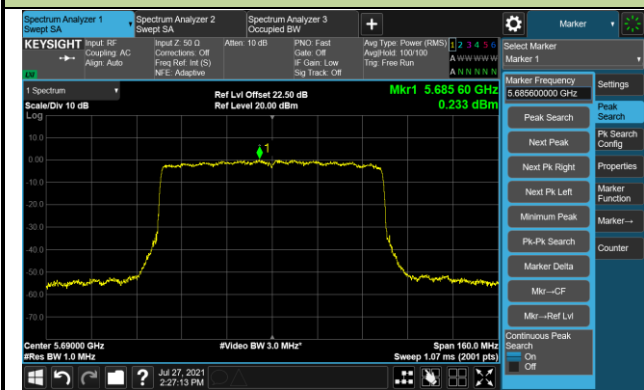 Spectrum Analyzer 1
Swept SA
Spectrum Analyzer 2
Swept SA
Spectrum Analyzer 3
Occupied BW
+
Marker
KEYSIGHT
Input: RF
Coupling: AC
Align: Auto
Input Z: 50 Ω
Corrections: Off
Freq Ref: Int (S)
NFE: Adaptive
Atten: 10 dB
PNO: Fast
Gate: Off
IF Gain: Low
Sig Track: Off
Avg Type: Power (RMS)
Avg|Hold: 100/100
Trig: Free Run
1 2 3 4 5 6
A W W W W W
A N N N N N
Select Marker
Marker 1
1 Spectrum
Scale/Div 10 dB
Log
Ref Lvl Offset 22.50 dB
Ref Level 20.00 dBm
Mkr1 5.685 60 GHz
0.233 dBm
10.0
0.00
-10.0
-20.0
-30.0
-40.0
-50.0
-60.0
-70.0
1
Center 5.69000 GHz
#Res BW 1.0 MHz
#Video BW 3.0 MHz*
Span 160.0 MHz
Sweep 1.07 ms (2001 pts)
Marker Frequency
5.685600000 GHz
Peak Search
Next Peak
Next Pk Right
Next Pk Left
Minimum Peak
Pk-Pk Search
Marker Delta
Mkr→CF
Mkr→Ref Lvl
Continuous Peak
Search
On
Off
Settings
Peak
Search
Pk Search
Config
Properties
Marker
Function
Marker→
Counter
?
Jul 27, 2021
2:27:13 PM